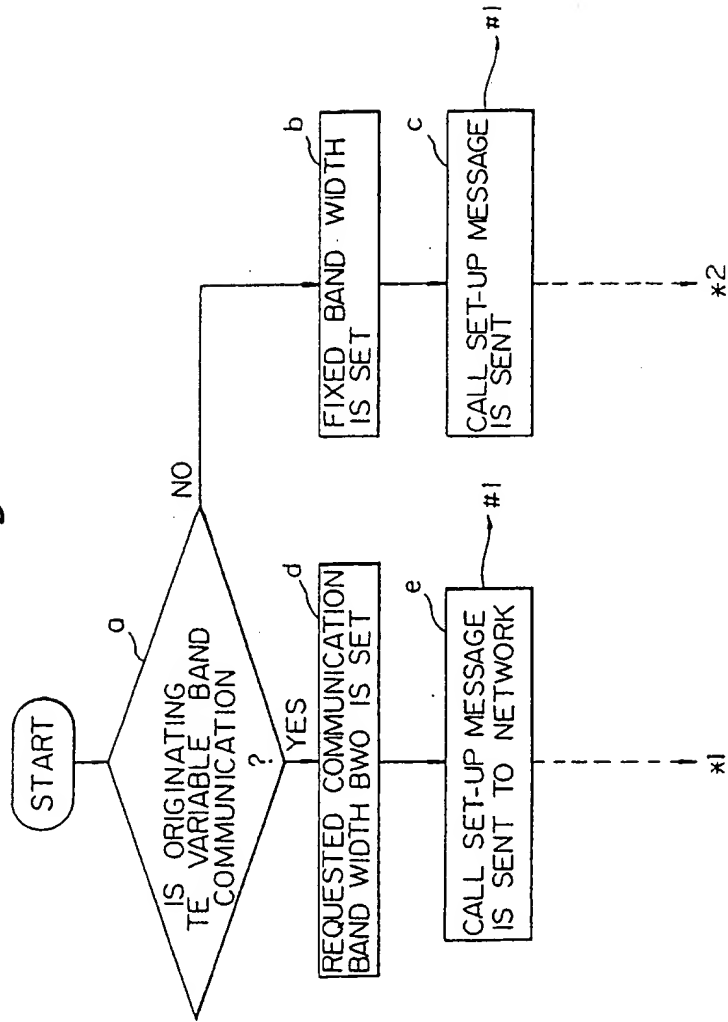 START
a
IS ORIGINATING
TE VARIABLE BAND
COMMUNICATION
?
NO
YES
b
FIXED BAND WIDTH
IS SET
c
CALL SET-UP MESSAGE
IS SENT
#1
*2
d
REQUESTED COMMUNICATION
BAND WIDTH BWO IS SET
e
CALL SET-UP MESSAGE
IS SENT TO NETWORK
#1
*1